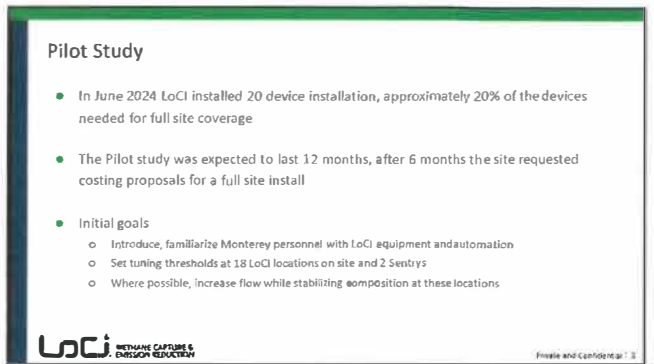 Pilot Study
In June 2024 LoCI installed 20 device installation, approximately 20% of the devices
needed for full site coverage
The Pilot study was expected to last 12 months, after 6 months the site requested
costing proposals for a full site install
Initial goals
Introduce, familiarize Monterey personnel with LoCI equipment and automation
Set tuning thresholds at 18 LoCI locations on site and 2 Sentrys
Where possible, increase flow while stabilizing composition at these locations
LoCi METHANE CAPTURE &
EMISSION REDUCTION
Private and Confidential